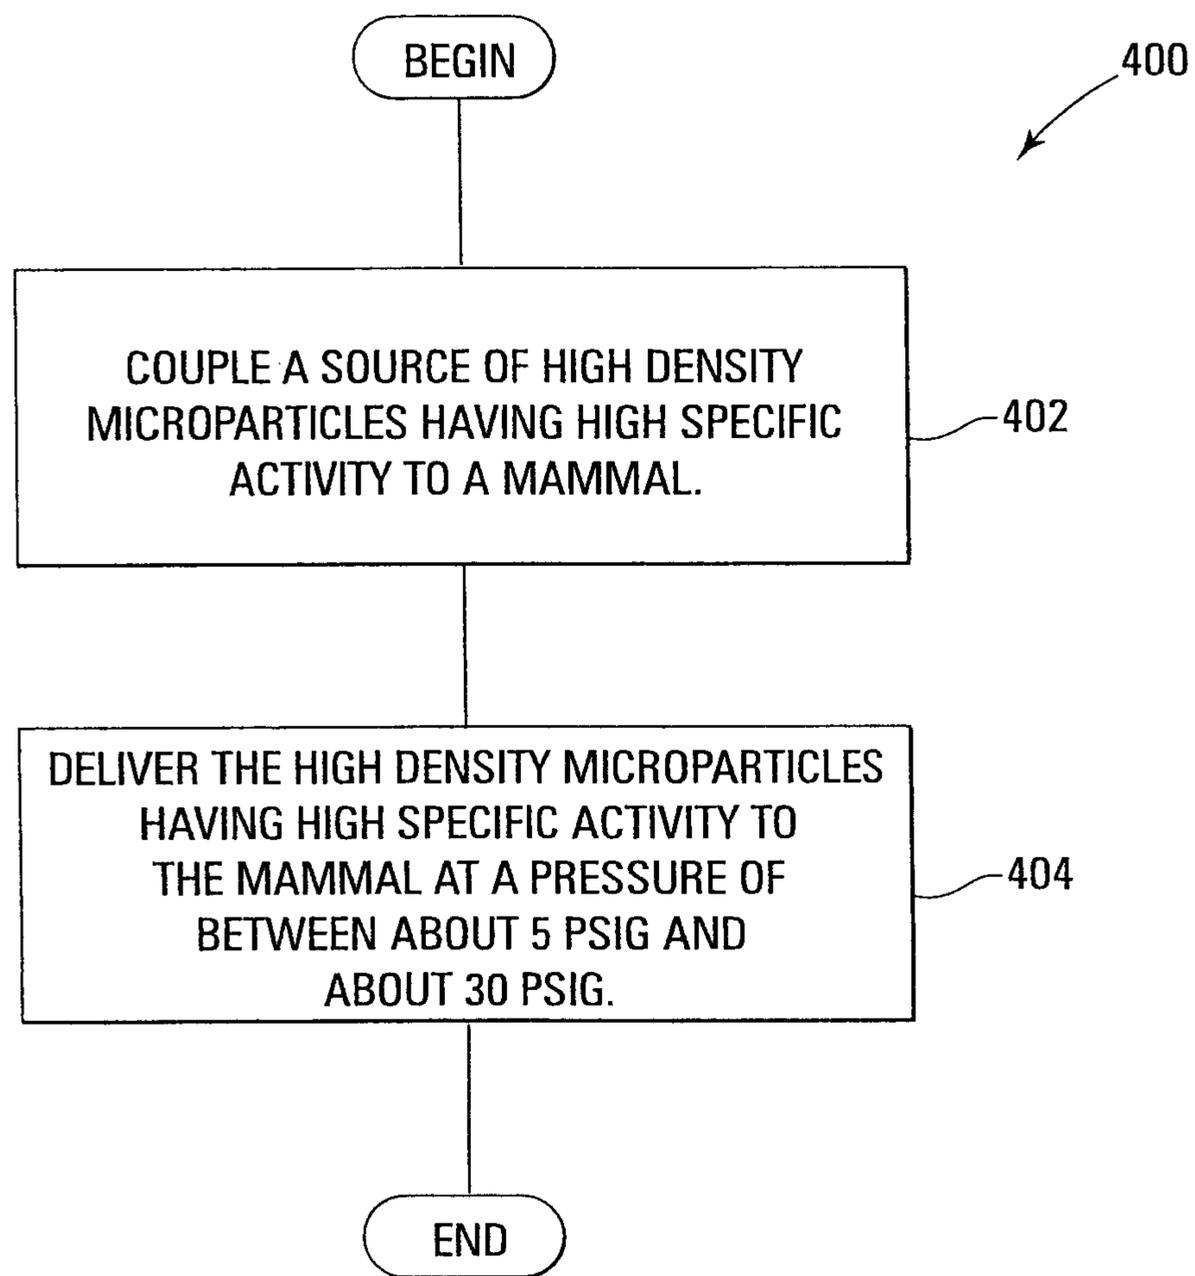 BEGIN
400
COUPLE A SOURCE OF HIGH DENSITY
MICROPARTICLES HAVING HIGH SPECIFIC
ACTIVITY TO A MAMMAL.
402
DELIVER THE HIGH DENSITY MICROPARTICLES
HAVING HIGH SPECIFIC ACTIVITY TO
THE MAMMAL AT A PRESSURE OF
BETWEEN ABOUT 5 PSIG AND
ABOUT 30 PSIG.
404
END